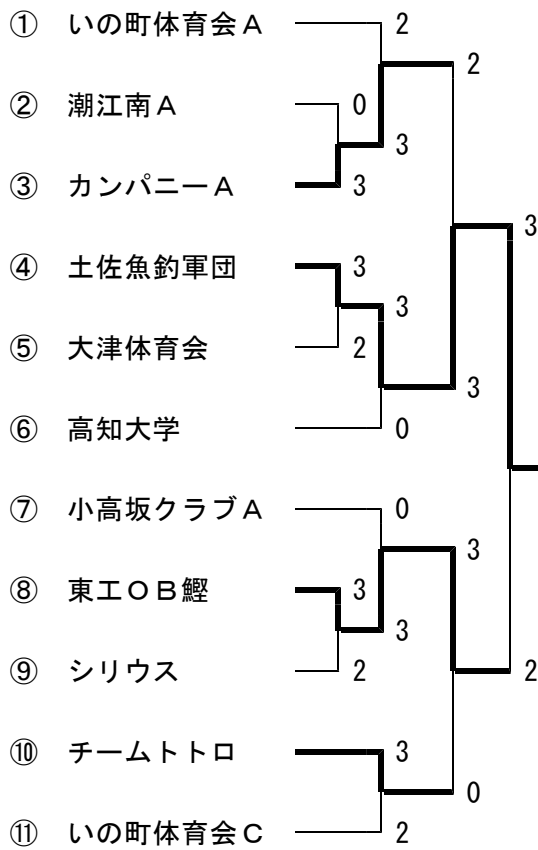 ① いの町体育会A 2
2
② 潮江南A 0
3
③ カンパニーA 3
3
④ 土佐魚釣軍団 3
3
⑤ 大津体育会 2
3
⑥ 高知大学 0
⑦ 小高坂クラブA 0
3
⑧ 東工OB鰹 3
3
⑨ シリウス 2
2
⑩ チームトトロ 3
0
⑪ いの町体育会C 2